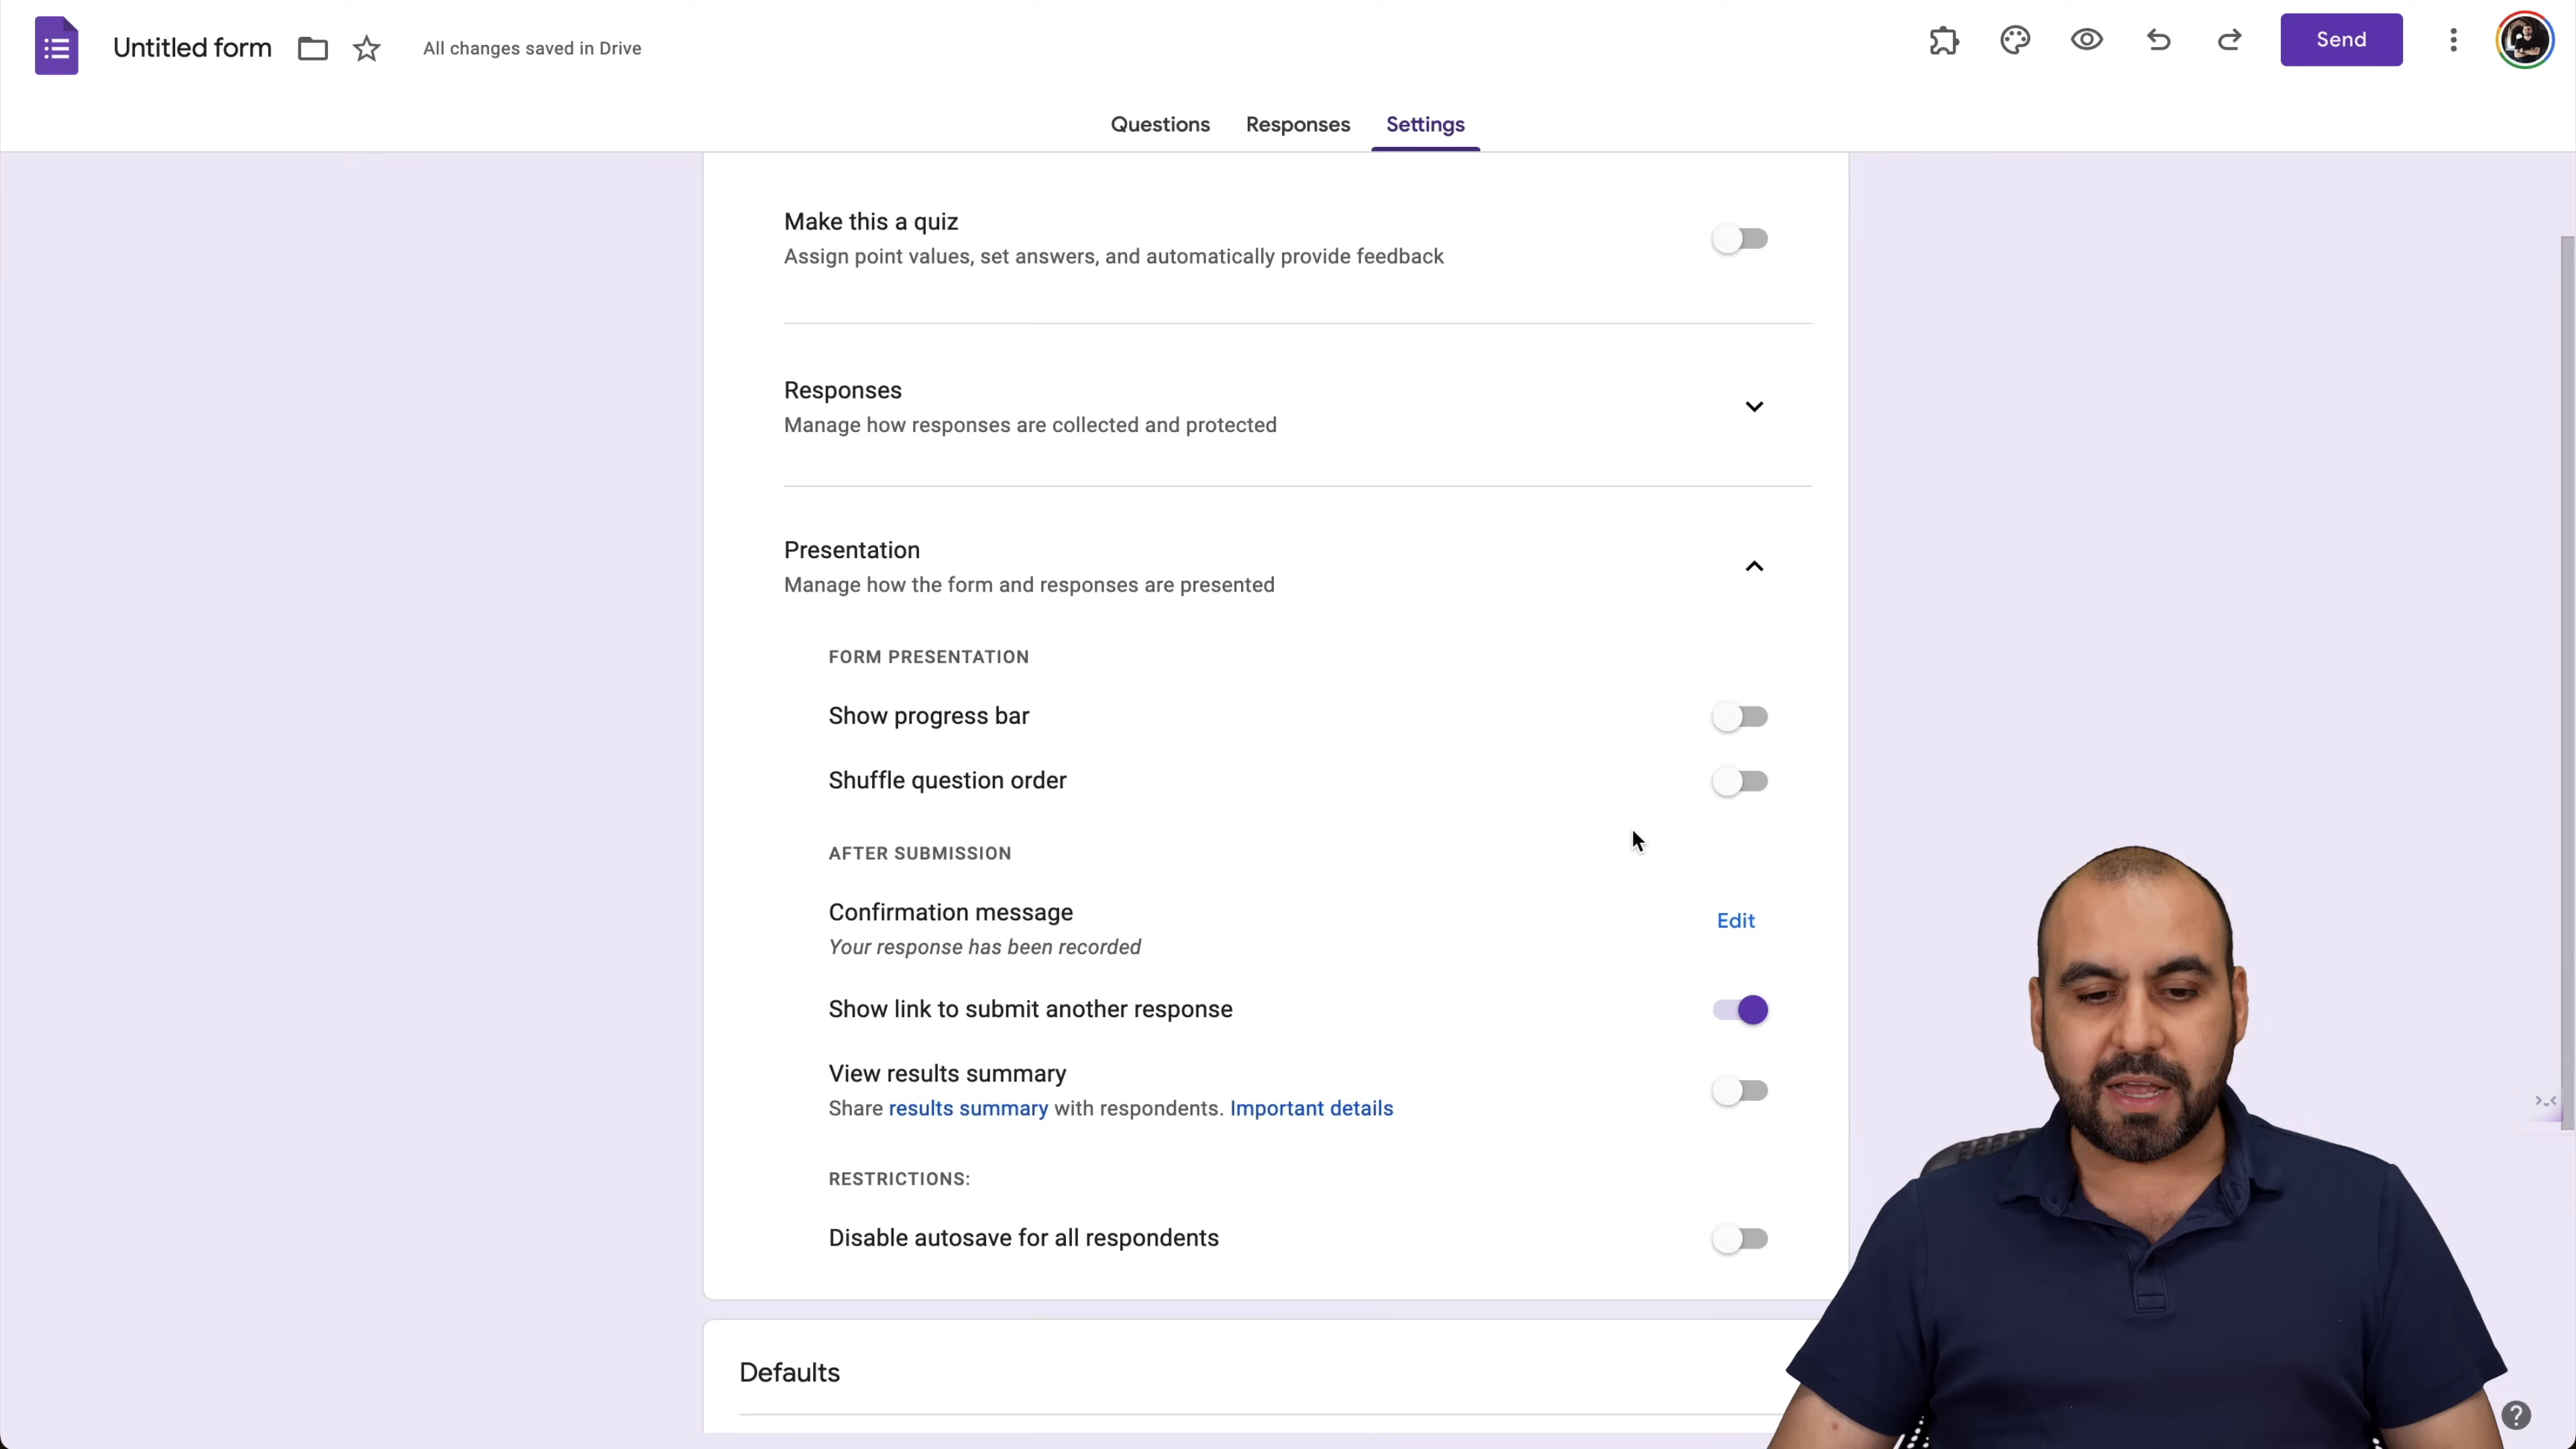 Untitled form
All changes saved in Drive
Send
Questions
Responses
Settings
Make this a quiz
Assign point values, set answers, and automatically provide feedback
Responses
Manage how responses are collected and protected
Presentation
Manage how the form and responses are presented
FORM PRESENTATION
Show progress bar
Shuffle question order
AFTER SUBMISSION
Confirmation message
Edit
Your response has been recorded
Show link to submit another response
View results summary
Share results summary with respondents. Important details
RESTRICTIONS:
Disable autosave for all respondents
Defaults